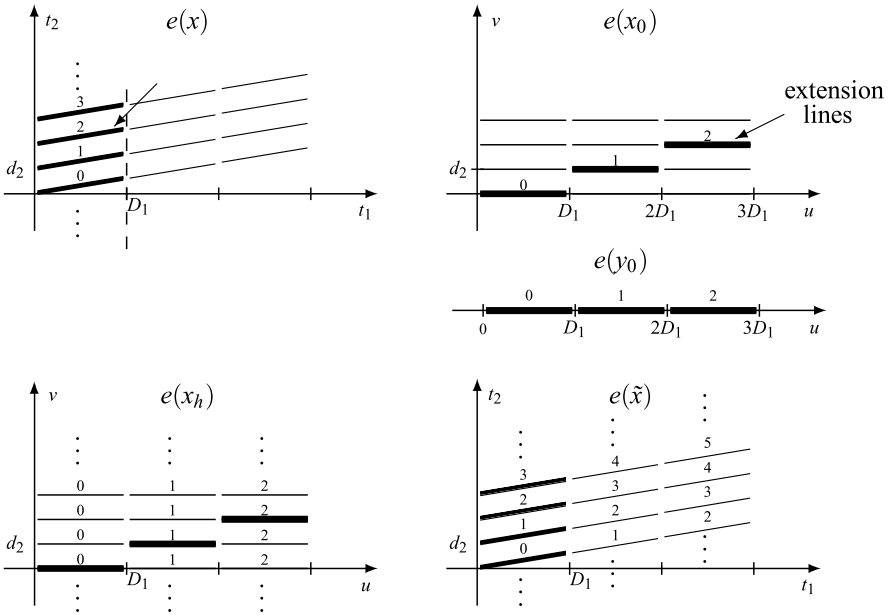 t₂
e(x)
3
2
1
0
d₂
D₁
t₁
v
e(x₀)
extension
lines
2
1
0
d₂
D₁
2D₁
3D₁
u
e(y₀)
0
1
2
0
D₁
2D₁
3D₁
u
v
e(xₕ)
0
1
2
0
1
2
0
1
2
0
1
2
d₂
D₁
u
t₂
e(x̃)
5
3
4
4
2
3
3
1
2
2
0
1
d₂
D₁
t₁